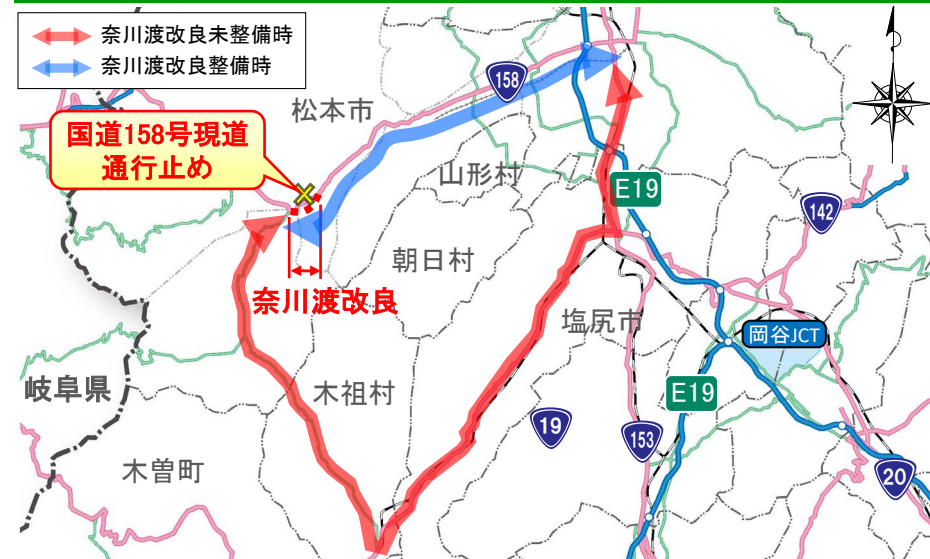 奈川渡改良未整備時
奈川渡改良整備時
158
松本市
国道158号現道
通行止め
山形村
E19
142
朝日村
奈川渡改良
塩尻市
岡谷JCT
岐阜県
木祖村
E19
19
153
木曽町
20